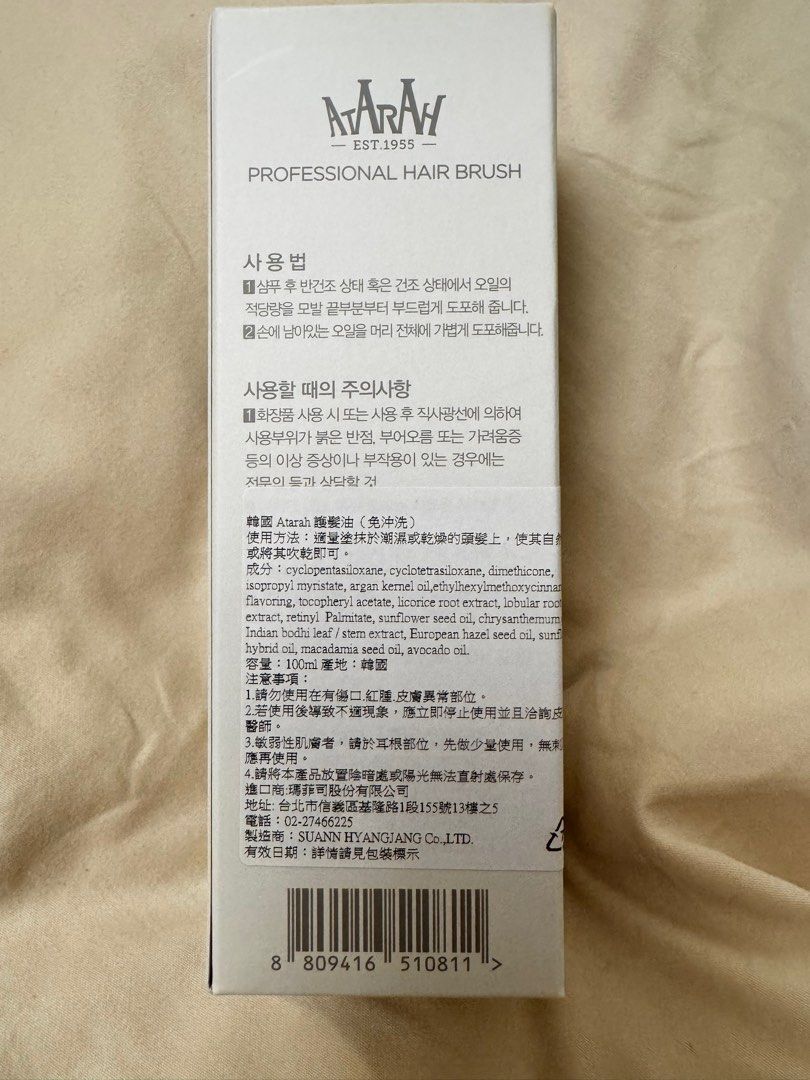 ATARAH
EST.1955
PROFESSIONAL HAIR BRUSH
사용법
1 샴푸 후 반건조 상태 혹은 건조 상태에서 오일의
적당량을 모발 끝부분부터 부드럽게 도포해 줍니다.
2 손에 남아있는 오일을 머리 전체에 가볍게 도포해줍니다.
사용할 때의 주의사항
1 화장품 사용 시 또는 사용 후 직사광선에 의하여
사용부위가 붉은 반점, 부어오름 또는 가려움증
등의 이상 증상이나 부작용이 있는 경우에는
전문의 등과 상담할 것
韓國 Atarah 護髮油（免沖洗）
使用方法：適量塗抹於潮濕或乾燥的頭髮上，使其自
或將其吹乾即可。
成分：cyclopentasiloxane, cyclotetrasiloxane, dimethicone,
isopropyl myristate, argan kernel oil,ethylhexylmethoxycinna
flavoring, tocopheryl acetate, licorice root extract, lobular root
extract, retinyl Palmitate, sunflower seed oil, chrysanthemum
Indian bodhi leaf / stem extract, European hazel seed oil, sunf
hybrid oil, macadamia seed oil, avocado oil.
容量：100ml 產地：韓國
注意事項：
1.請勿使用在有傷口.紅腫.皮膚異常部位。
2.若使用後導致不適現象，應立即停止使用並且洽詢皮
醫師。
3.敏弱性肌膚者，請於耳根部位，先做少量使用，無刺
應再使用。
4.請將本產品放置陰暗處或陽光無法直射處保存。
進口商:瑪菲司股份有限公司
地址: 台北市信義區基隆路1段155號13樓之5
電話：02-27466225
製造商：SUANN HYANGJANG Co.,LTD.
有效日期：詳情請見包裝標示
8 809416 510811 >